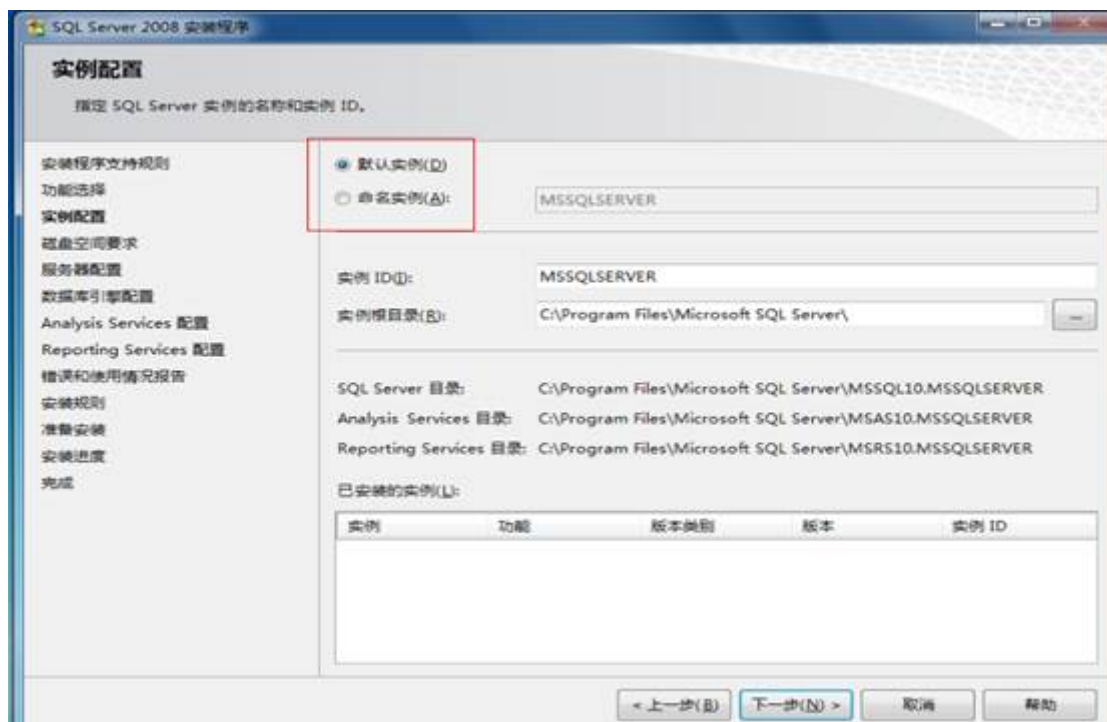 SQL Server 2008 安装程序
实例配置
指定 SQL Server 实例的名称和实例 ID。
安装程序支持规则
功能选择
实例配置
磁盘空间要求
服务器配置
数据库引擎配置
Analysis Services 配置
Reporting Services 配置
错误和使用情况报告
安装规则
准备安装
安装进度
完成
默认实例(D)
命名实例(A): MSSQLSERVER
实例 ID(I): MSSQLSERVER
实例根目录(R): C:\Program Files\Microsoft SQL Server\ ...
SQL Server 目录: C:\Program Files\Microsoft SQL Server\MSSQL10.MSSQLSERVER
Analysis Services 目录: C:\Program Files\Microsoft SQL Server\MSAS10.MSSQLSERVER
Reporting Services 目录: C:\Program Files\Microsoft SQL Server\MSRS10.MSSQLSERVER
已安装的实例(L):
实例 功能 版本类别 版本 实例 ID
< 上一步(B) 下一步(N) > 取消 帮助